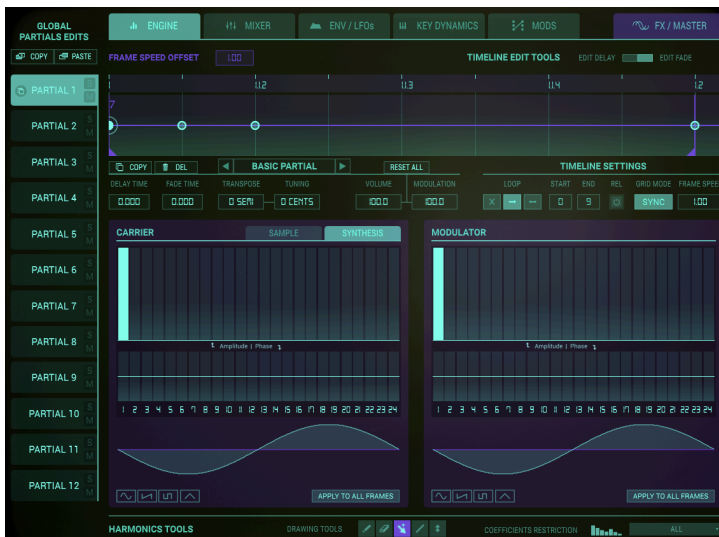 GLOBAL
PARTIALS EDITS
COPY PASTE
ENGINE MIXER ENV / LFOs KEY DYNAMICS MODS FX / MASTER
FRAME SPEED OFFSET 1.00 TIMELINE EDIT TOOLS EDIT DELAY EDIT FADE
1 1.1.2 1.1.3 1.1.4 1.2
7
PARTIAL 1 S M
PARTIAL 2 S M
PARTIAL 3 S M
PARTIAL 4 S M
PARTIAL 5 S M
PARTIAL 6 S M
PARTIAL 7 S M
PARTIAL 8 S M
PARTIAL 9 S M
PARTIAL 10 S M
PARTIAL 11 S M
PARTIAL 12 S M
COPY DEL BASIC PARTIAL RESET ALL TIMELINE SETTINGS
DELAY TIME FADE TIME TRANSPOSE TUNING VOLUME MODULATION LOOP START END REL GRID MODE FRAME SPEE
0.000 0.000 0 SEMI 0 CENTS 100.0 100.0 X 0 9 SYNC 1.00
CARRIER SAMPLE SYNTHESIS
Amplitude | Phase
1 2 3 4 5 6 7 8 9 10 11 12 13 14 15 16 17 18 19 20 21 22 23 24
APPLY TO ALL FRAMES
MODULATOR
Amplitude | Phase
1 2 3 4 5 6 7 8 9 10 11 12 13 14 15 16 17 18 19 20 21 22 23 24
APPLY TO ALL FRAMES
HARMONICS TOOLS DRAWING TOOLS COEFFICIENTS RESTRICTION ALL